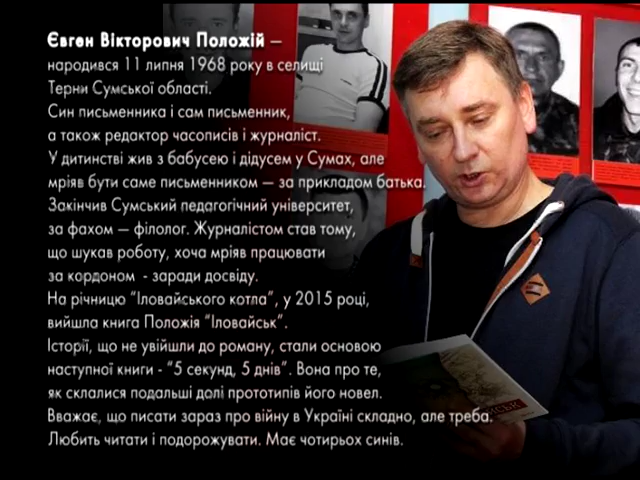 Євген Вікторович Положій —
народився 11 липня 1968 року в селищі
Терни Сумської області.
Син письменника і сам письменник,
а також редактор часописів і журналіст.
У дитинстві жив з бабусею і дідусем у Сумах, але
мріяв бути саме письменником — за прикладом батька.
Закінчив Сумський педагогічний університет,
за фахом — філолог. Журналістом став тому,
що шукав роботу, хоча мріяв працювати
за кордоном - заради досвіду.
На річницю "Іловайського котла", у 2015 році,
вийшла книга Положія "Іловайськ".
Історії, що не увійшли до роману, стали основою
наступної книги - "5 секунд, 5 днів". Вона про те,
як склалися подальші долі прототипів його новел.
Вважає, що писати зараз про війну в Україні складно, але треба.
Любить читати і подорожувати. Має чотирьох синів.